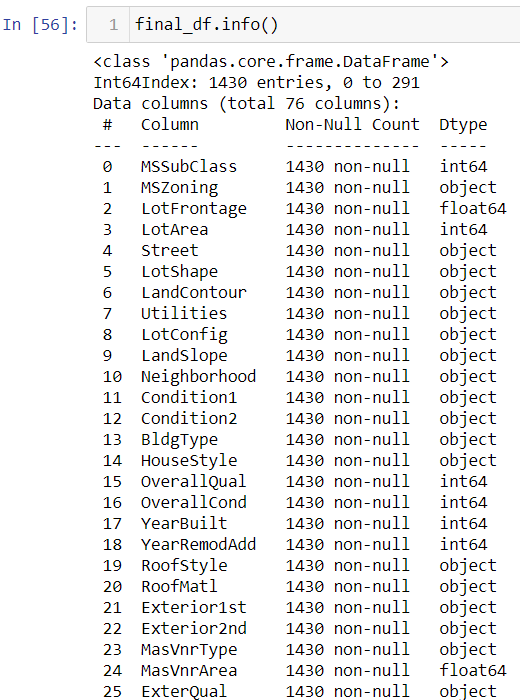 In [56]: 1 final_df.info()
<class 'pandas.core.frame.DataFrame'>
Int64Index: 1430 entries, 0 to 291
Data columns (total 76 columns):
# Column Non-Null Count Dtype
--- ------ -------------- -----
0 MSSubClass 1430 non-null int64
1 MSZoning 1430 non-null object
2 LotFrontage 1430 non-null float64
3 LotArea 1430 non-null int64
4 Street 1430 non-null object
5 LotShape 1430 non-null object
6 LandContour 1430 non-null object
7 Utilities 1430 non-null object
8 LotConfig 1430 non-null object
9 LandSlope 1430 non-null object
10 Neighborhood 1430 non-null object
11 Condition1 1430 non-null object
12 Condition2 1430 non-null object
13 BldgType 1430 non-null object
14 HouseStyle 1430 non-null object
15 OverallQual 1430 non-null int64
16 OverallCond 1430 non-null int64
17 YearBuilt 1430 non-null int64
18 YearRemodAdd 1430 non-null int64
19 RoofStyle 1430 non-null object
20 RoofMatl 1430 non-null object
21 Exterior1st 1430 non-null object
22 Exterior2nd 1430 non-null object
23 MasVnrType 1430 non-null object
24 MasVnrArea 1430 non-null float64
25 ExterQual 1430 non-null object